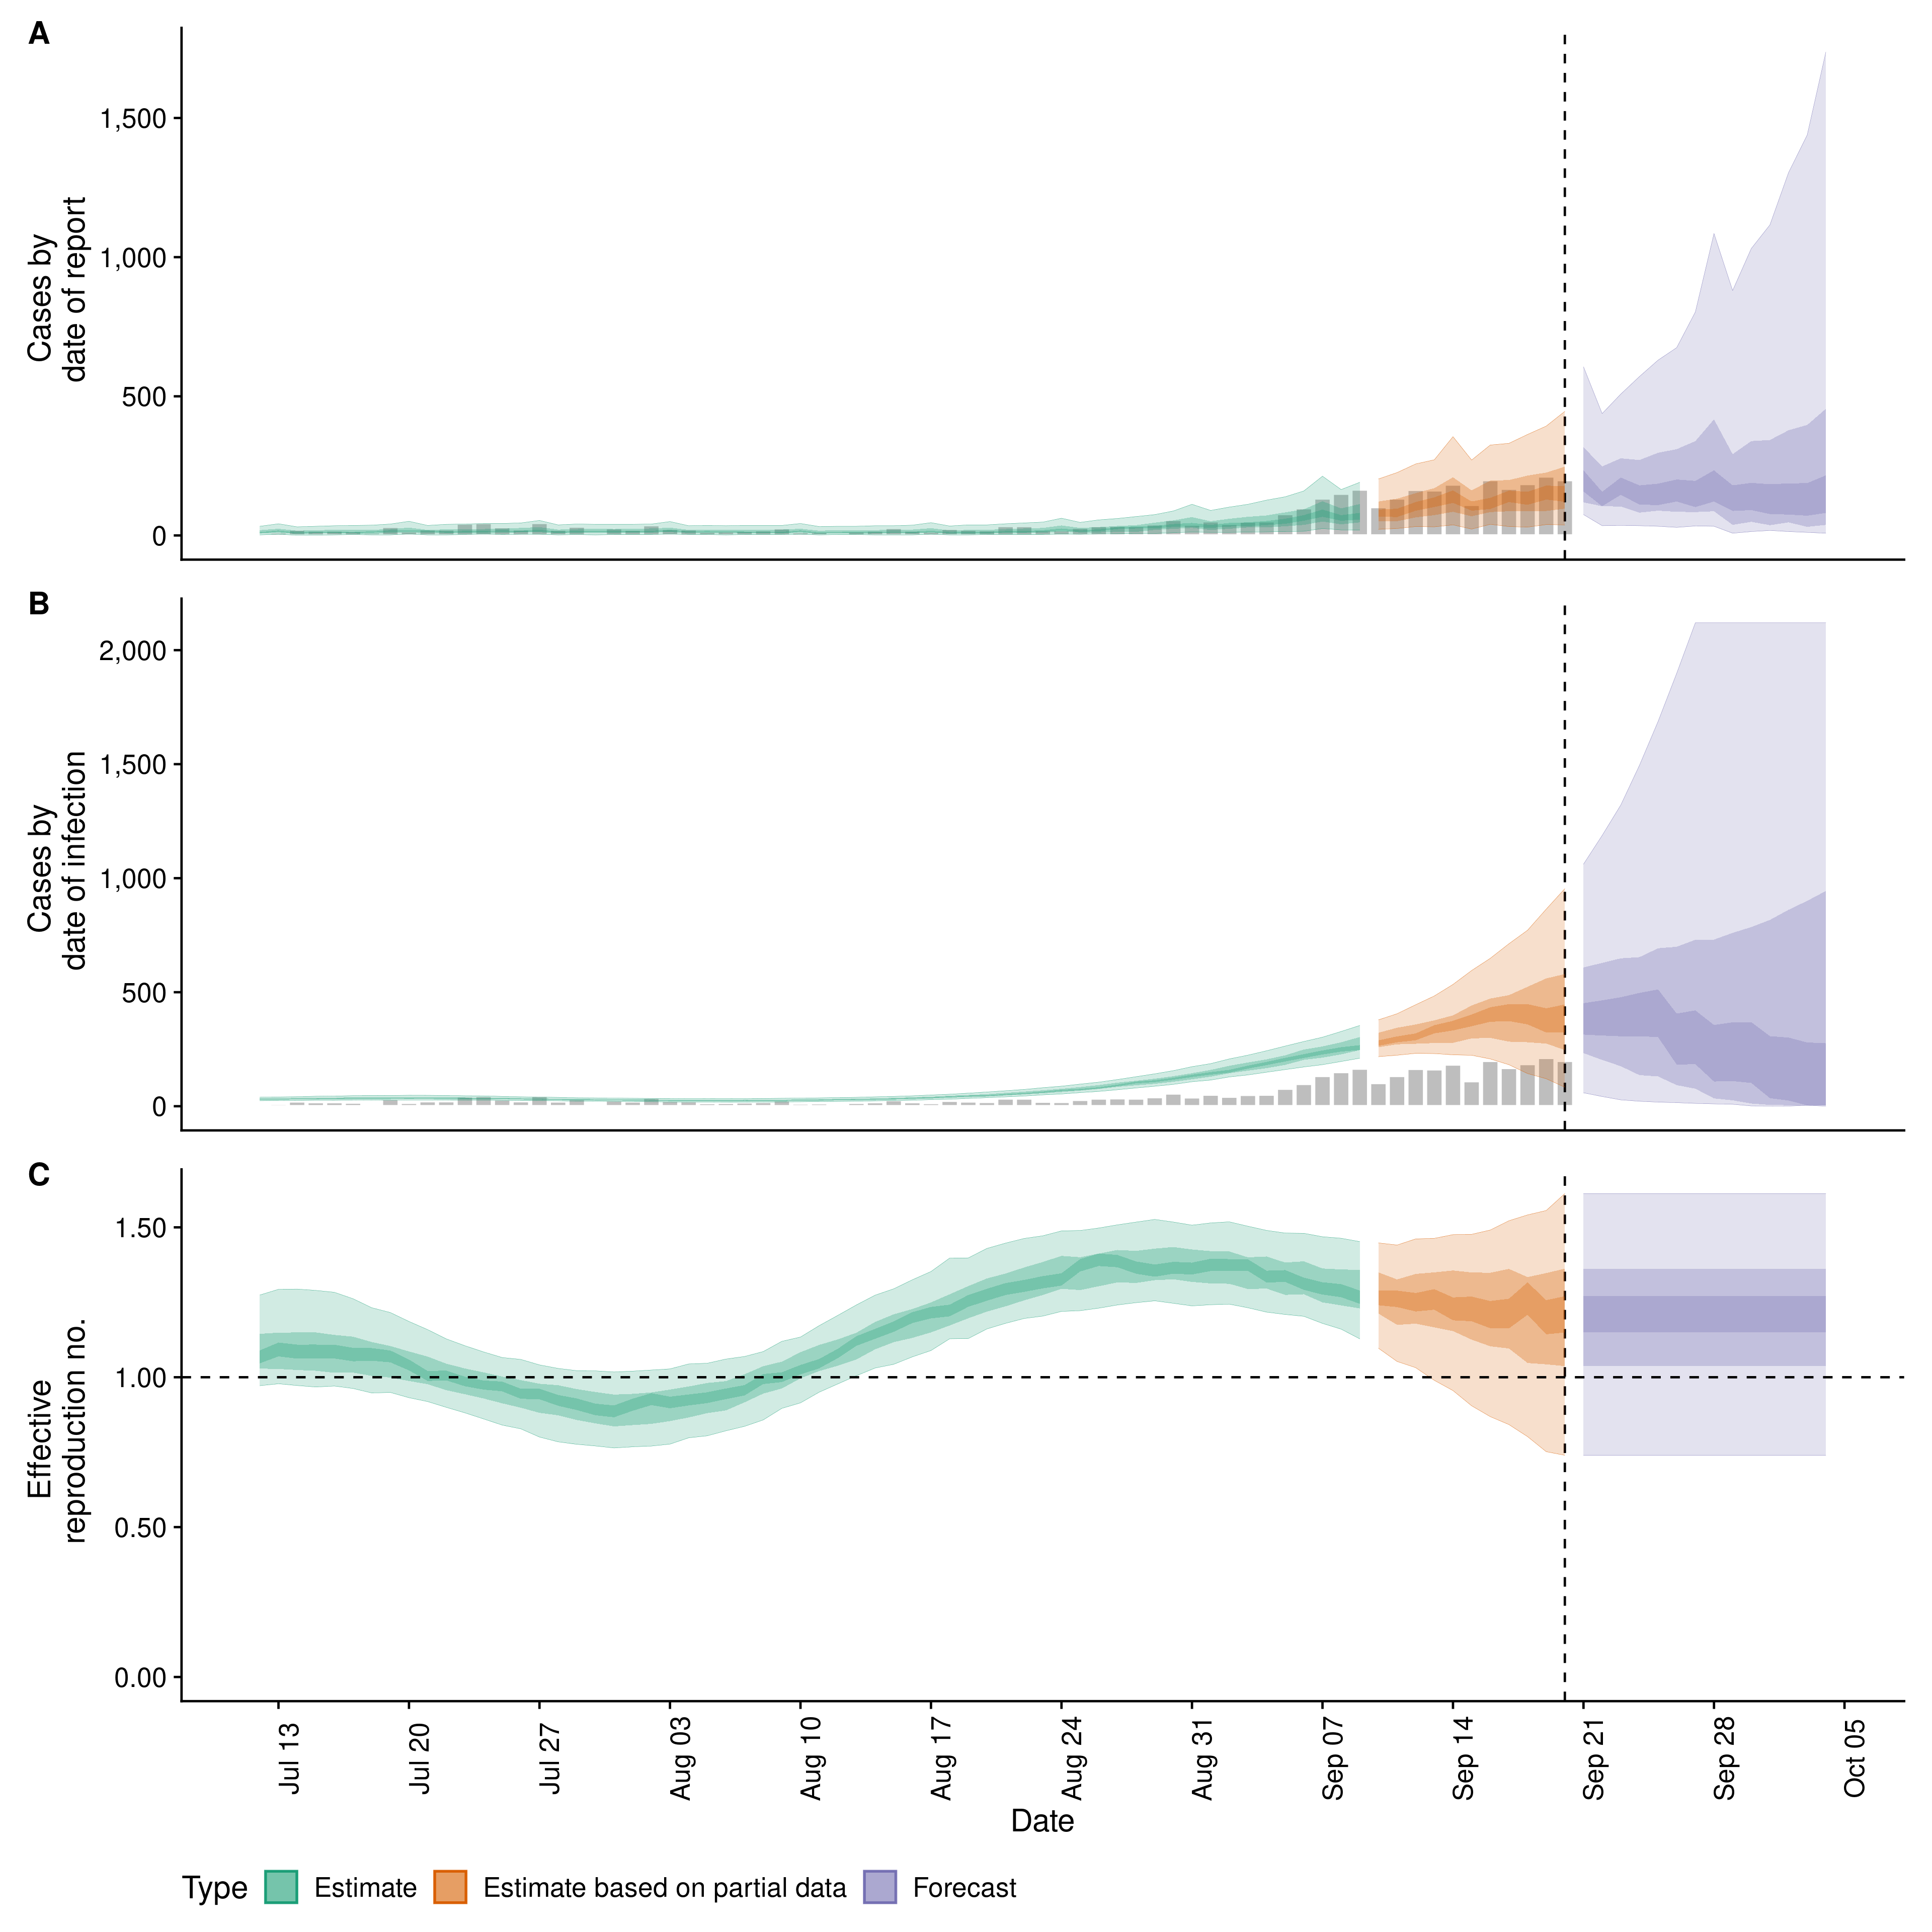 A
Cases by
date of report
1,500
1,000
500
0
B
Cases by
date of infection
2,000
1,500
1,000
500
0
C
Effective
reproduction no.
1.50
1.00
0.50
0.00
Jul 13
Jul 20
Jul 27
Aug 03
Aug 10
Aug 17
Aug 24
Aug 31
Sep 07
Sep 14
Sep 21
Sep 28
Oct 05
Date
Type Estimate Estimate based on partial data Forecast